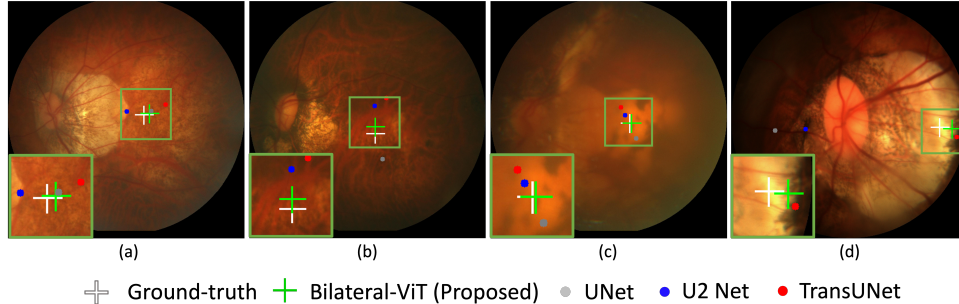 (a) (b) (c) (d)
Ground-truth Bilateral-ViT (Proposed) UNet U2 Net TransUNet